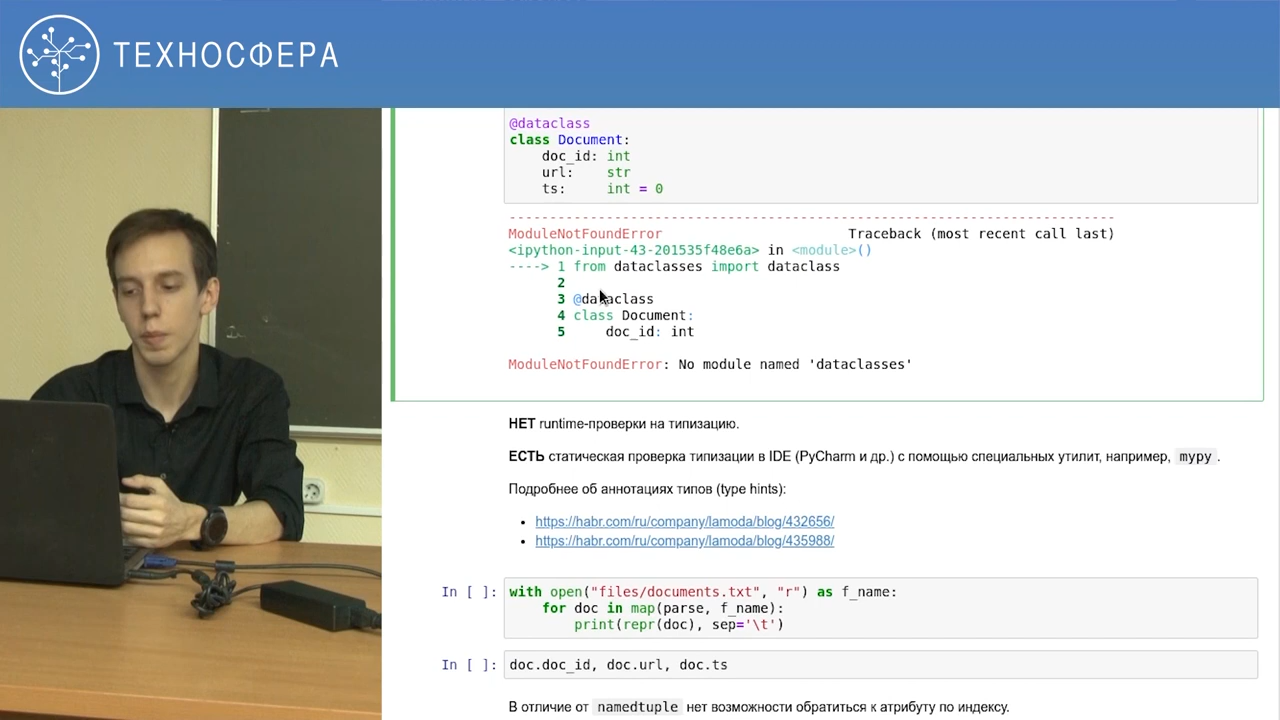 ТЕХНОСФЕРА
@dataclass
class Document:
    doc_id: int
    url:    str
    ts:     int = 0
---------------------------------------------------------------------------
ModuleNotFoundError                       Traceback (most recent call last)
<ipython-input-43-201535f48e6a> in <module>()
----> 1 from dataclasses import dataclass
      2
      3 @dataclass
      4 class Document:
      5     doc_id: int
ModuleNotFoundError: No module named 'dataclasses'
НЕТ runtime-проверки на типизацию.
ЕСТЬ статическая проверка типизации в IDE (PyCharm и др.) с помощью специальных утилит, например, mypy .
Подробнее об аннотациях типов (type hints):
• https://habr.com/ru/company/lamoda/blog/432656/
• https://habr.com/ru/company/lamoda/blog/435988/
In [ ]: with open("files/documents.txt", "r") as f_name:
    for doc in map(parse, f_name):
        print(repr(doc), sep='\t')
In [ ]: doc.doc_id, doc.url, doc.ts
В отличие от namedtuple нет возможности обратиться к атрибуту по индексу.